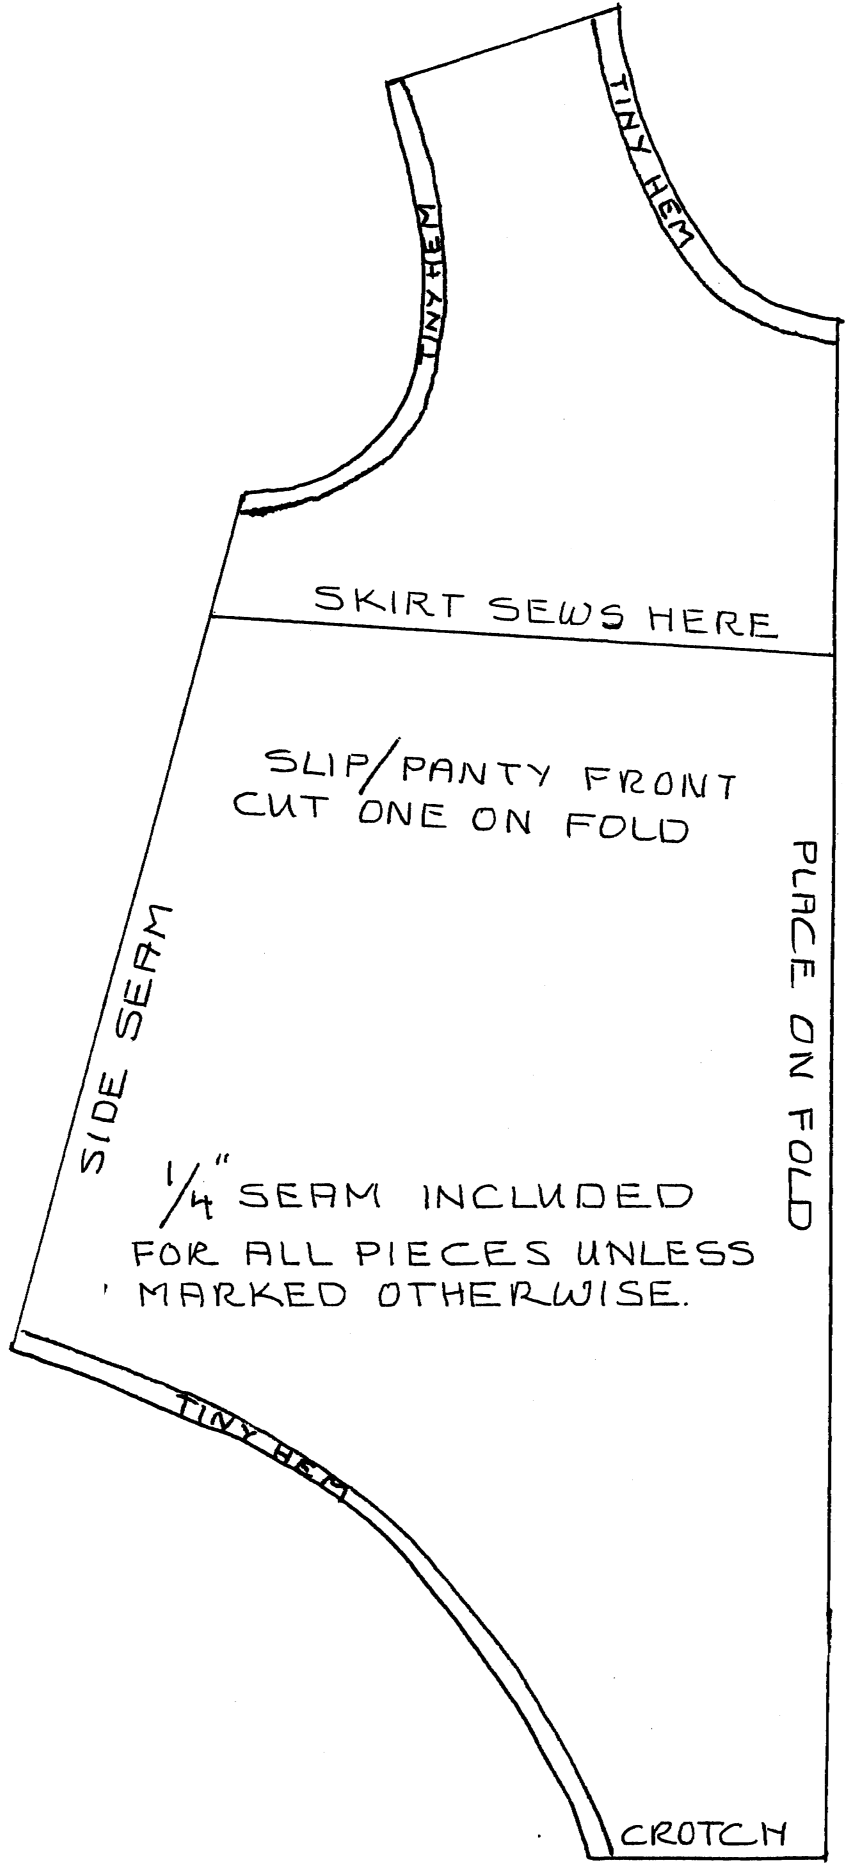 TINY HEM
TINY HEM
SKIRT SEWS HERE
SLIP/PANTY FRONT
CUT ONE ON FOLD
PLACE ON FOLD
SIDE SEAM
1/4" SEAM INCLUDED
FOR ALL PIECES UNLESS
MARKED OTHERWISE.
TINY HEM
CROTCH